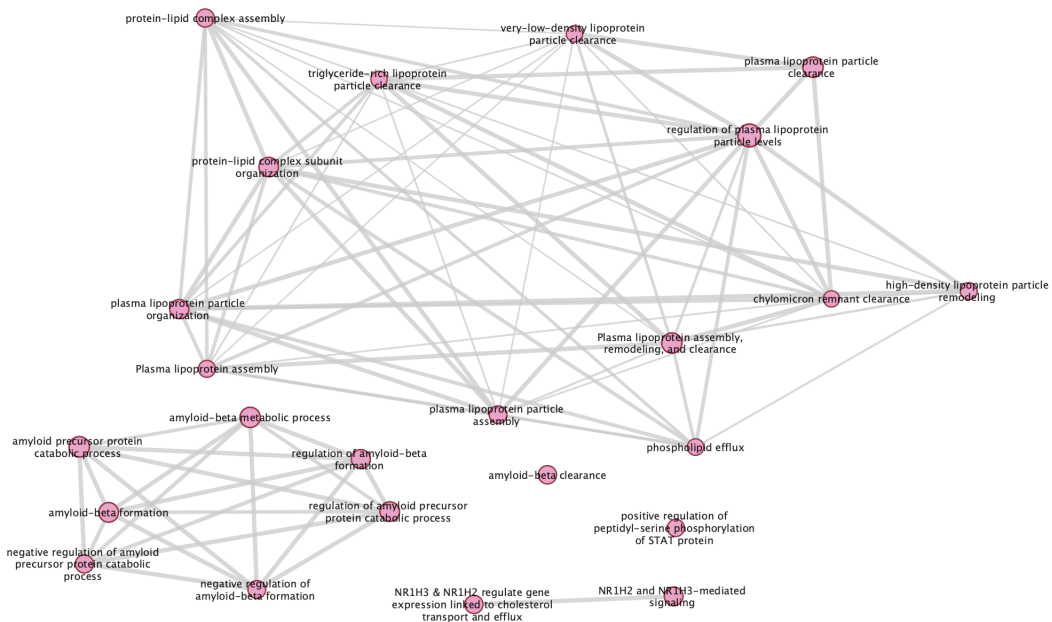 protein-lipid complex assembly
very-low-density lipoprotein
particle clearance
plasma lipoprotein particle
clearance
triglyceride-rich lipoprotein
particle clearance
regulation of plasma lipoprotein
particle levels
protein-lipid complex subunit
organization
plasma lipoprotein particle
organization
chylomicron remnant clearance
high-density lipoprotein particle
remodeling
Plasma lipoprotein assembly,
remodeling, and clearance
Plasma lipoprotein assembly
plasma lipoprotein particle
assembly
phospholipid efflux
amyloid-beta metabolic process
amyloid precursor protein
catabolic process
regulation of amyloid-beta
formation
amyloid-beta clearance
amyloid-beta formation
regulation of amyloid precursor
protein catabolic process
positive regulation of
peptidyl-serine phosphorylation
of STAT protein
negative regulation of amyloid
precursor protein catabolic
process
negative regulation of
amyloid-beta formation
NR1H3 & NR1H2 regulate gene
expression linked to cholesterol
transport and efflux
NR1H2 and NR1H3-mediated
signaling